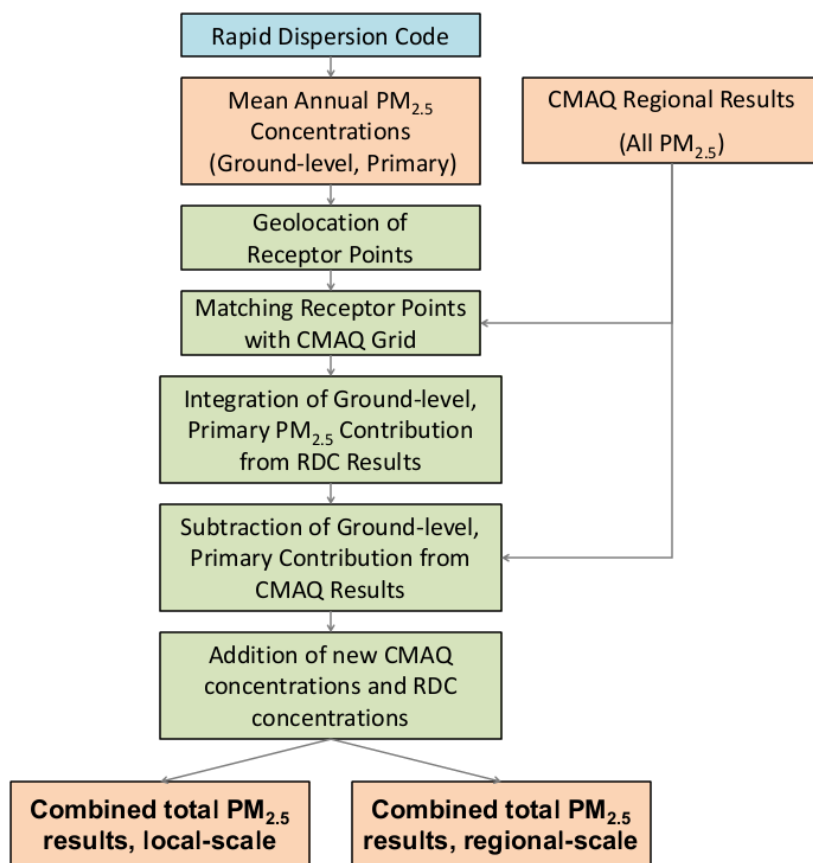 Rapid Dispersion Code
Mean Annual PM₂.₅
Concentrations
(Ground-level, Primary)
CMAQ Regional Results
(All PM₂.₅)
Geolocation of
Receptor Points
Matching Receptor Points
with CMAQ Grid
Integration of Ground-level,
Primary PM₂.₅ Contribution
from RDC Results
Subtraction of Ground-level,
Primary Contribution from
CMAQ Results
Addition of new CMAQ
concentrations and RDC
concentrations
Combined total PM₂.₅
results, local-scale
Combined total PM₂.₅
results, regional-scale